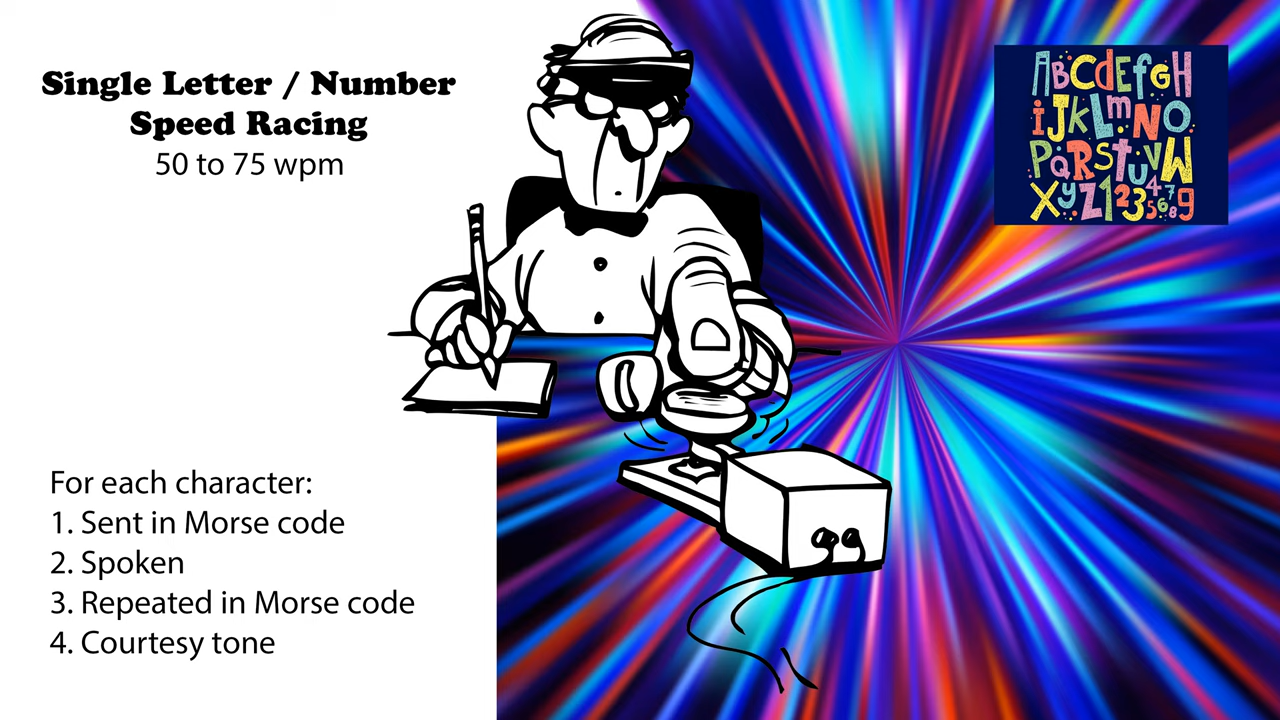 Single Letter / Number
Speed Racing
50 to 75 wpm
ABCdEfGH
iJKLmNO
PQRSTUVW
XyZ123456789
For each character:
1. Sent in Morse code
2. Spoken
3. Repeated in Morse code
4. Courtesy tone